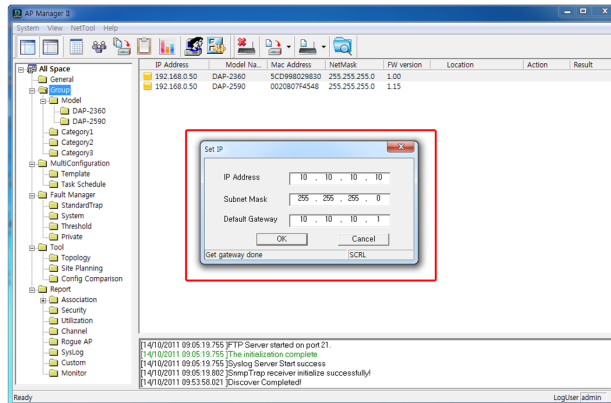 AP Manager II
System View NetTool Help
IP Address Model Na... Mac Address NetMask FW version Location Action Result
192.168.0.50 DAP-2360 5CD998029830 255.255.255.0 1.00
192.168.0.50 DAP-2590 0020807F4548 255.255.255.0 1.15
All Space
General
Group
Model
DAP-2360
DAP-2590
Category1
Category2
Category3
MultiConfiguration
Template
Task Schedule
Fault Manager
StandardTrap
System
Threshold
Private
Tool
Topology
Site Planning
Config Comparison
Report
Association
Security
Utilization
Channel
Rogue AP
SysLog
Custom
Monitor
Set IP
IP Address 10 . 10 . 10 . 10
Subnet Mask 255 . 255 . 255 . 0
Default Gateway 10 . 10 . 10 . 1
OK Cancel
Get gateway done SCRL
[14/10/2011 09:05:19.755 ]FTP Server started on port 21.
[14/10/2011 09:05:19.755 ]The initialization complete
[14/10/2011 09:05:19.755 ]Syslog Server Start success
[14/10/2011 09:05:19.802 ]SnmpTrap receiver initialize successfully!
[14/10/2011 09:53:58.021 ]Discover Completed!
Ready LogUser admin